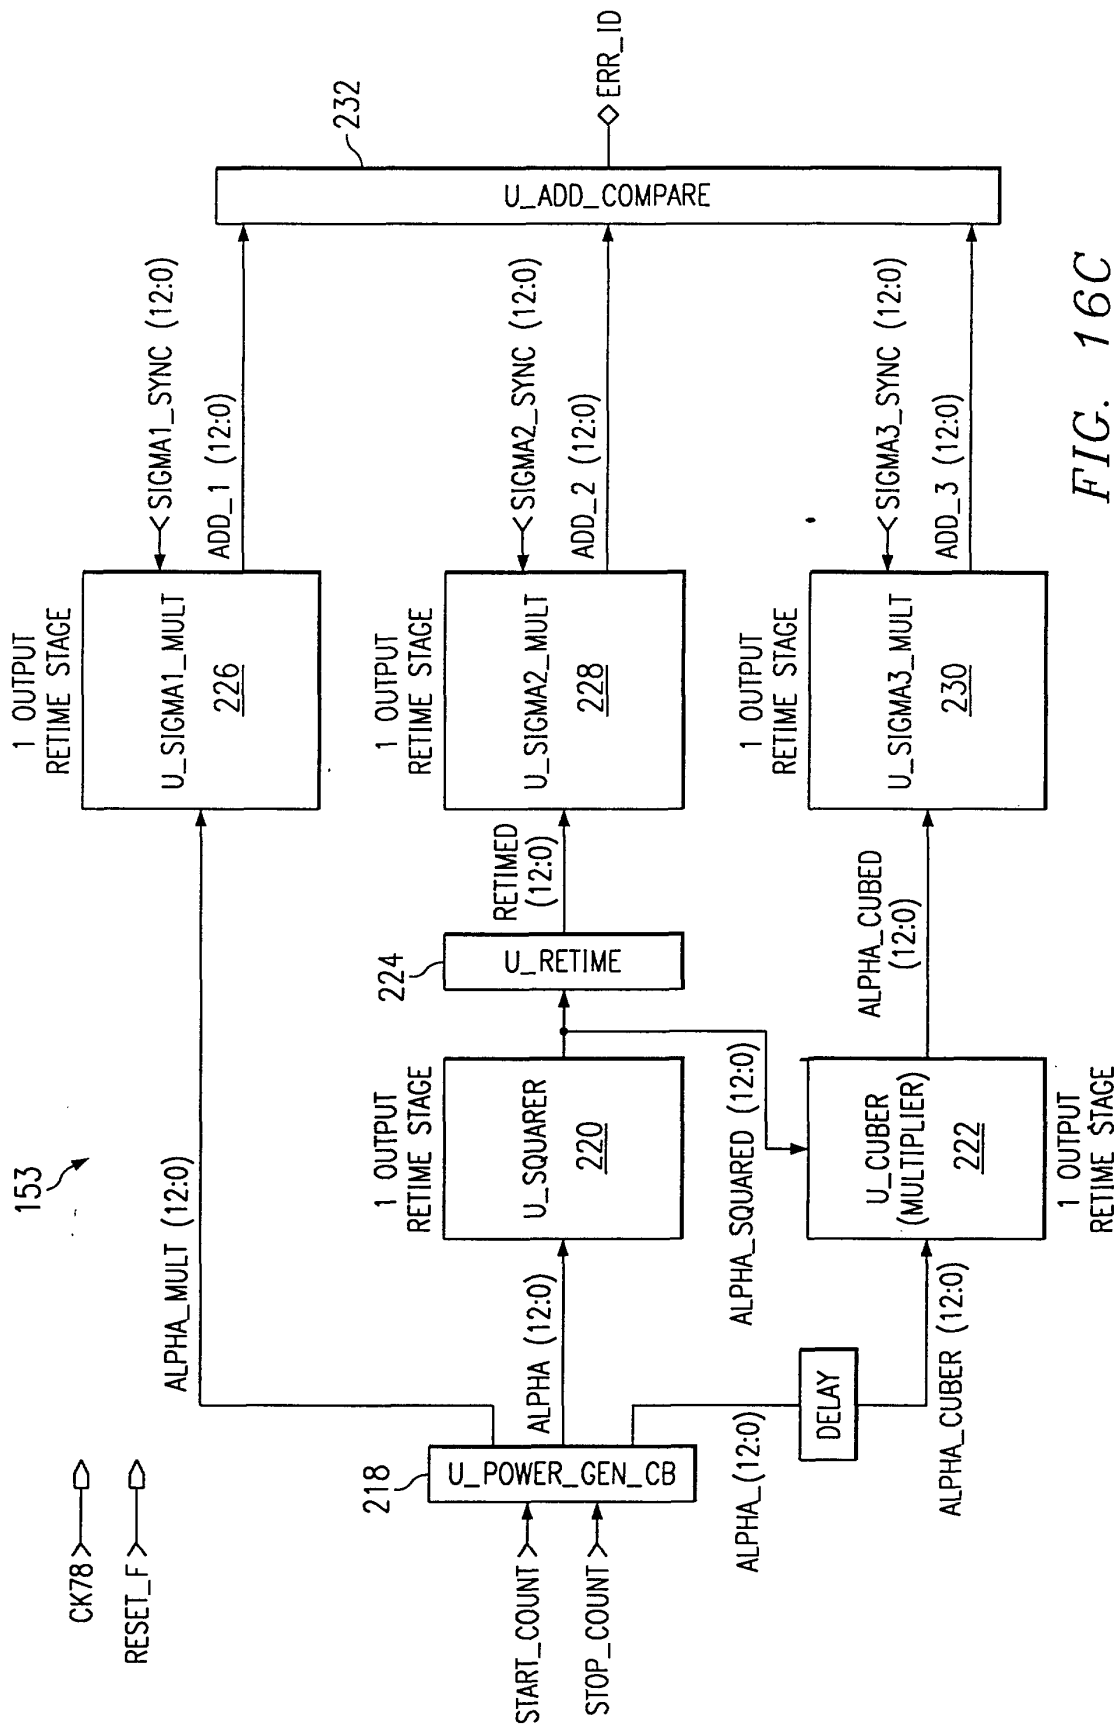 153
CK78
RESET_F
START_COUNT
STOP_COUNT
218
U_POWER_GEN_CB
ALPHA_MULT (12:0)
ALPHA (12:0)
ALPHA_(12:0)
DELAY
ALPHA_CUBER (12:0)
1 OUTPUT
RETIME STAGE
U_SQUARER
220
ALPHA_SQUARED (12:0)
U_CUBER
(MULTIPLIER)
222
1 OUTPUT
RETIME STAGE
224
U_RETIME
RETIMED
(12:0)
ALPHA_CUBED
(12:0)
1 OUTPUT
RETIME STAGE
U_SIGMA1_MULT
226
1 OUTPUT
RETIME STAGE
U_SIGMA2_MULT
228
1 OUTPUT
RETIME STAGE
U_SIGMA3_MULT
230
SIGMA1_SYNC (12:0)
ADD_1 (12:0)
SIGMA2_SYNC (12:0)
ADD_2 (12:0)
SIGMA3_SYNC (12:0)
ADD_3 (12:0)
232
U_ADD_COMPARE
ERR_ID
FIG. 16C